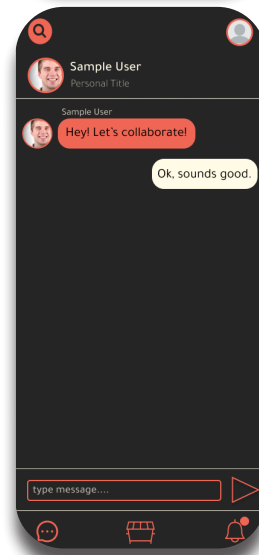 Sample User
Personal Title
Sample User
Hey! Let's collaborate!
Ok, sounds good.
type message....